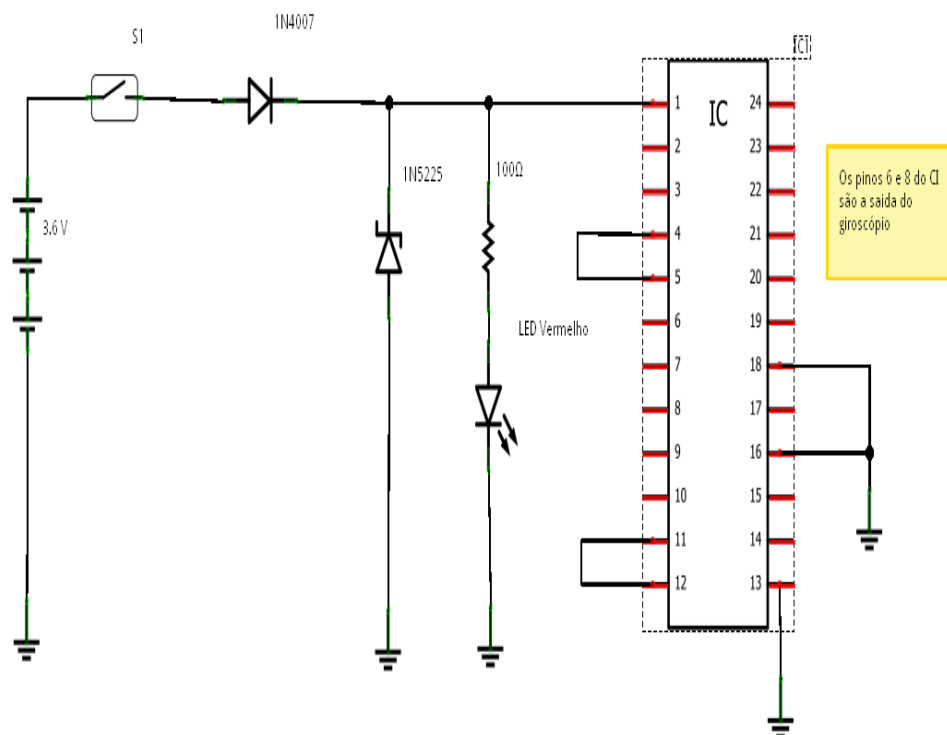 1N4007
S1
IC1
1
IC
24
2
23
3
22
3.6 V
1N5225
100Ω
4
21
5
20
Os pinos 6 e 8 do CI
são a saida do
giroscópio
LED Vermelho
6
19
7
18
8
17
9
16
10
15
11
14
12
13